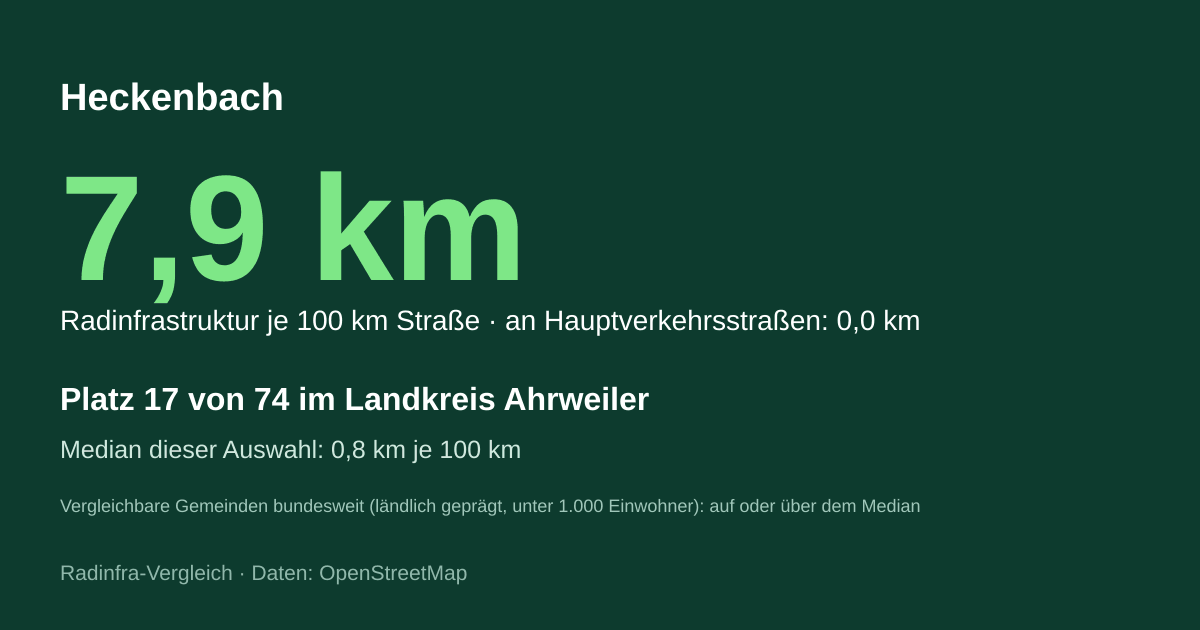 Heckenbach
7,9 km
Radinfrastruktur je 100 km Straße · an Hauptverkehrsstraßen: 0,0 km
Platz 17 von 74 im Landkreis Ahrweiler
Median dieser Auswahl: 0,8 km je 100 km
Vergleichbare Gemeinden bundesweit (ländlich geprägt, unter 1.000 Einwohner): auf oder über dem Median
Radinfra-Vergleich · Daten: OpenStreetMap